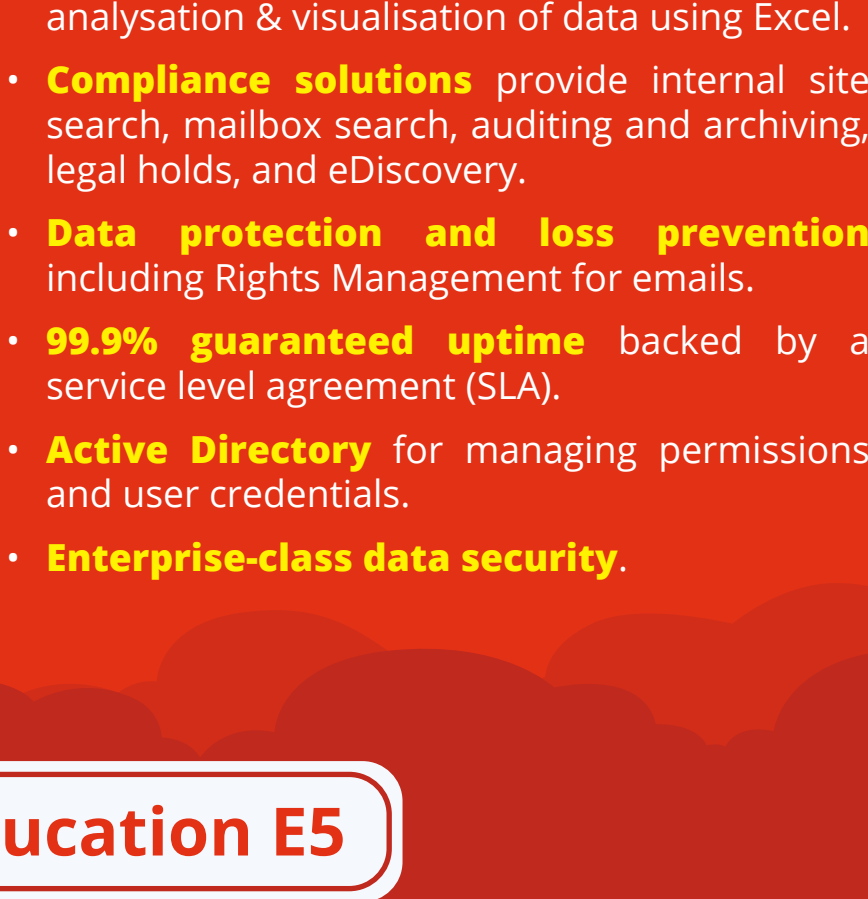 analysation & visualisation of data using Excel.
• Compliance solutions provide internal site
search, mailbox search, auditing and archiving,
legal holds, and eDiscovery.
• Data protection and loss prevention
including Rights Management for emails.
• 99.9% guaranteed uptime backed by a
service level agreement (SLA).
• Active Directory for managing permissions
and user credentials.
• Enterprise-class data security.
ucation E5